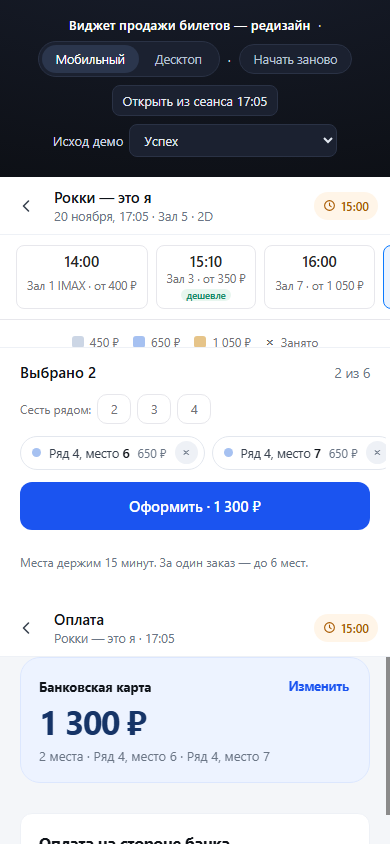 Виджет продажи билетов — редизайн ·
Мобильный Десктоп · Начать заново
Открыть из сеанса 17:05
Исход демо Успех
Рокки — это я
20 ноября, 17:05 · Зал 5 · 2D
15:00
14:00
Зал 1 IMAX · от 400 ₽
15:10
Зал 3 · от 350 ₽
дешевле
16:00
Зал 7 · от 1 050 ₽
450 ₽ 650 ₽ 1 050 ₽ × Занято
Выбрано 2 2 из 6
Сесть рядом: 2 3 4
Ряд 4, место 6 650 ₽ × Ряд 4, место 7 650 ₽ ×
Оформить · 1 300 ₽
Места держим 15 минут. За один заказ — до 6 мест.
Оплата
Рокки — это я · 17:05
15:00
Банковская карта Изменить
1 300 ₽
2 места · Ряд 4, место 6 · Ряд 4, место 7
Оплата на стороне банка